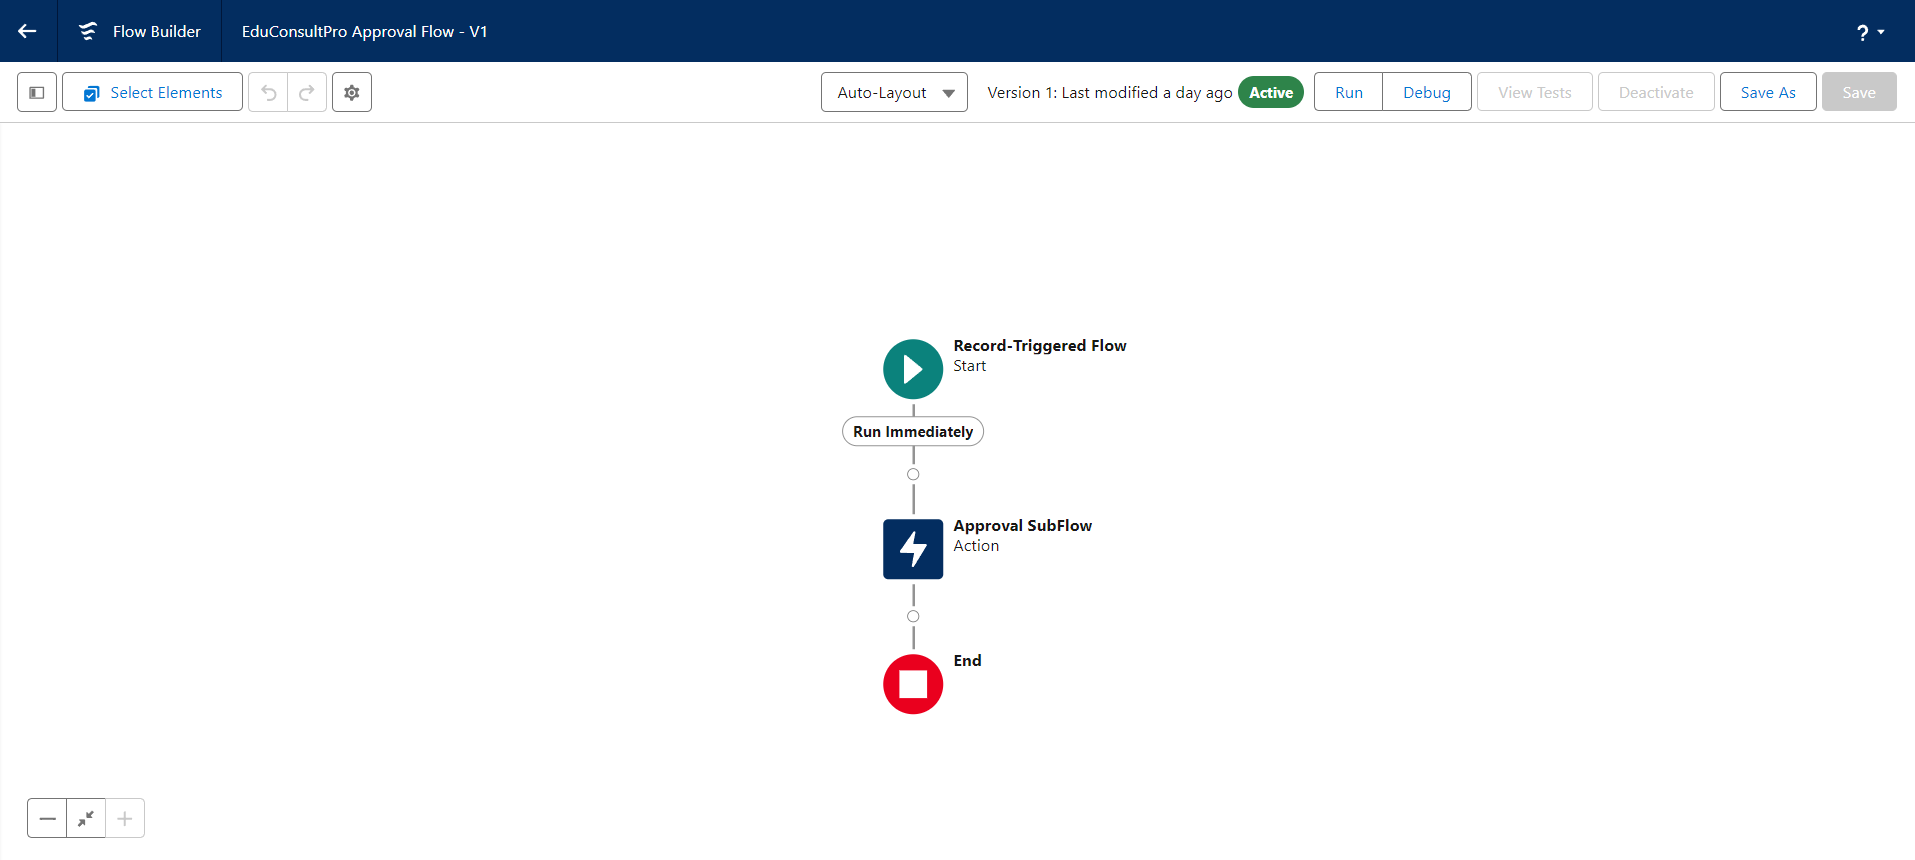 Flow Builder
EduConsultPro Approval Flow - V1
?
Select Elements
Auto-Layout
Version 1: Last modified a day ago
Active
Run
Debug
View Tests
Deactivate
Save As
Save
Record-Triggered Flow
Start
Run Immediately
Approval SubFlow
Action
End